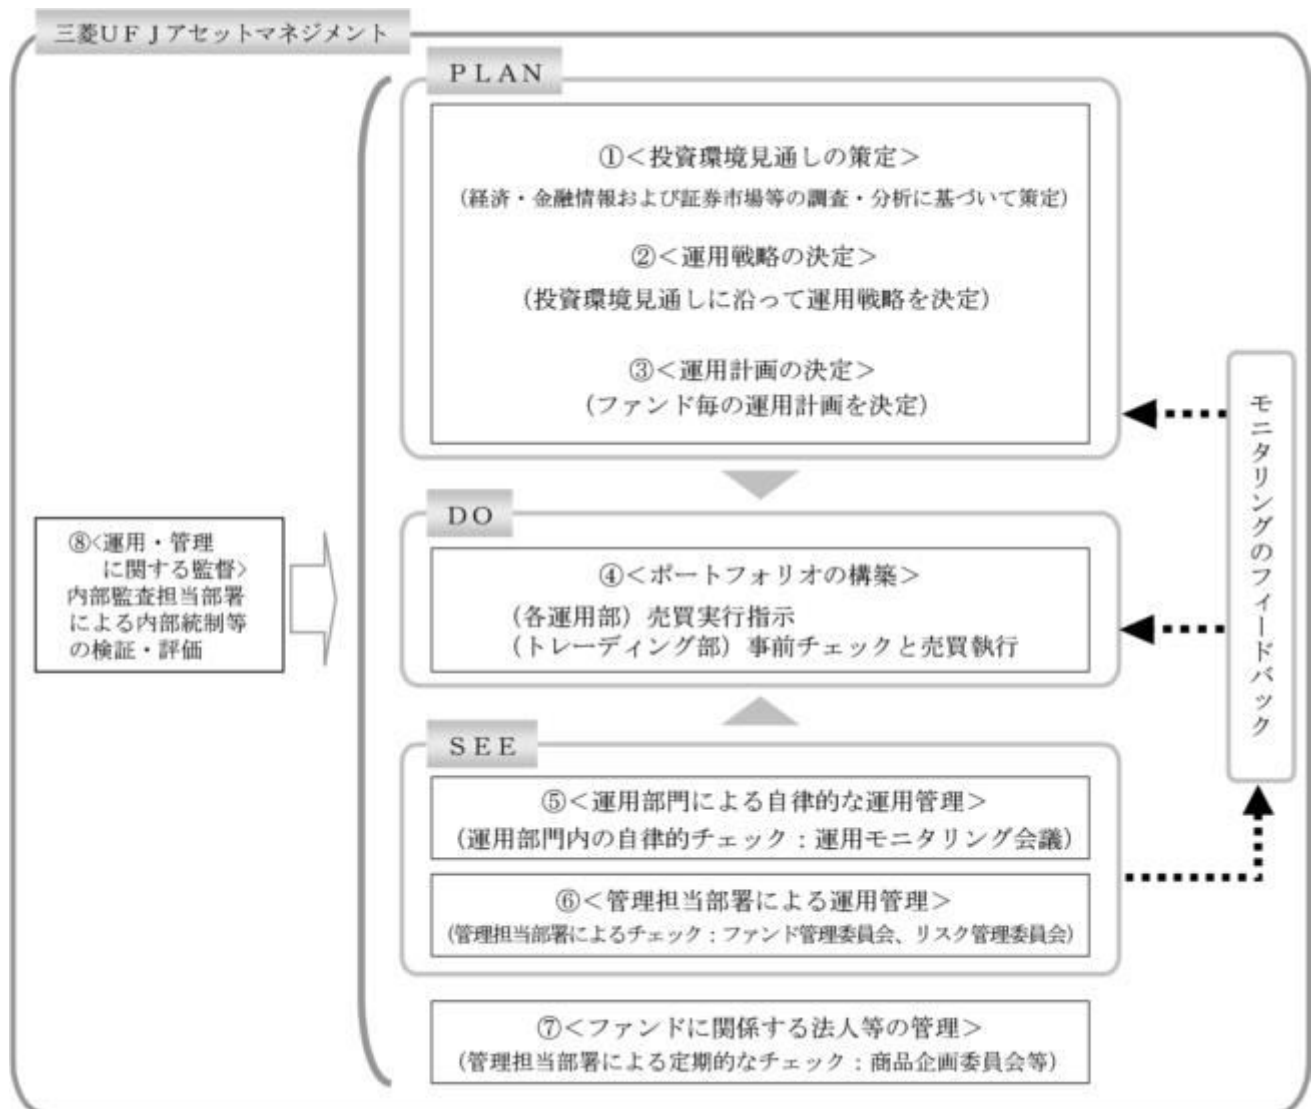 三菱ＵＦＪアセットマネジメント
ＰＬＡＮ
①＜投資環境見通しの策定＞
(経済・金融情報および証券市場等の調査・分析に基づいて策定)
②＜運用戦略の決定＞
(投資環境見通しに沿って運用戦略を決定)
③＜運用計画の決定＞
(ファンド毎の運用計画を決定)
ＤＯ
④＜ポートフォリオの構築＞
(各運用部）売買実行指示
(トレーディング部）事前チェックと売買執行
ＳＥＥ
⑤＜運用部門による自律的な運用管理＞
(運用部門内の自律的チェック：運用モニタリング会議)
⑥＜管理担当部署による運用管理＞
(管理担当部署によるチェック：ファンド管理委員会、リスク管理委員会)
⑦＜ファンドに関係する法人等の管理＞
(管理担当部署による定期的なチェック：商品企画委員会等)
⑧<運用・管理
に関する監督>
内部監査担当部署
による内部統制等
の検証・評価
モニタリングのフィードバック